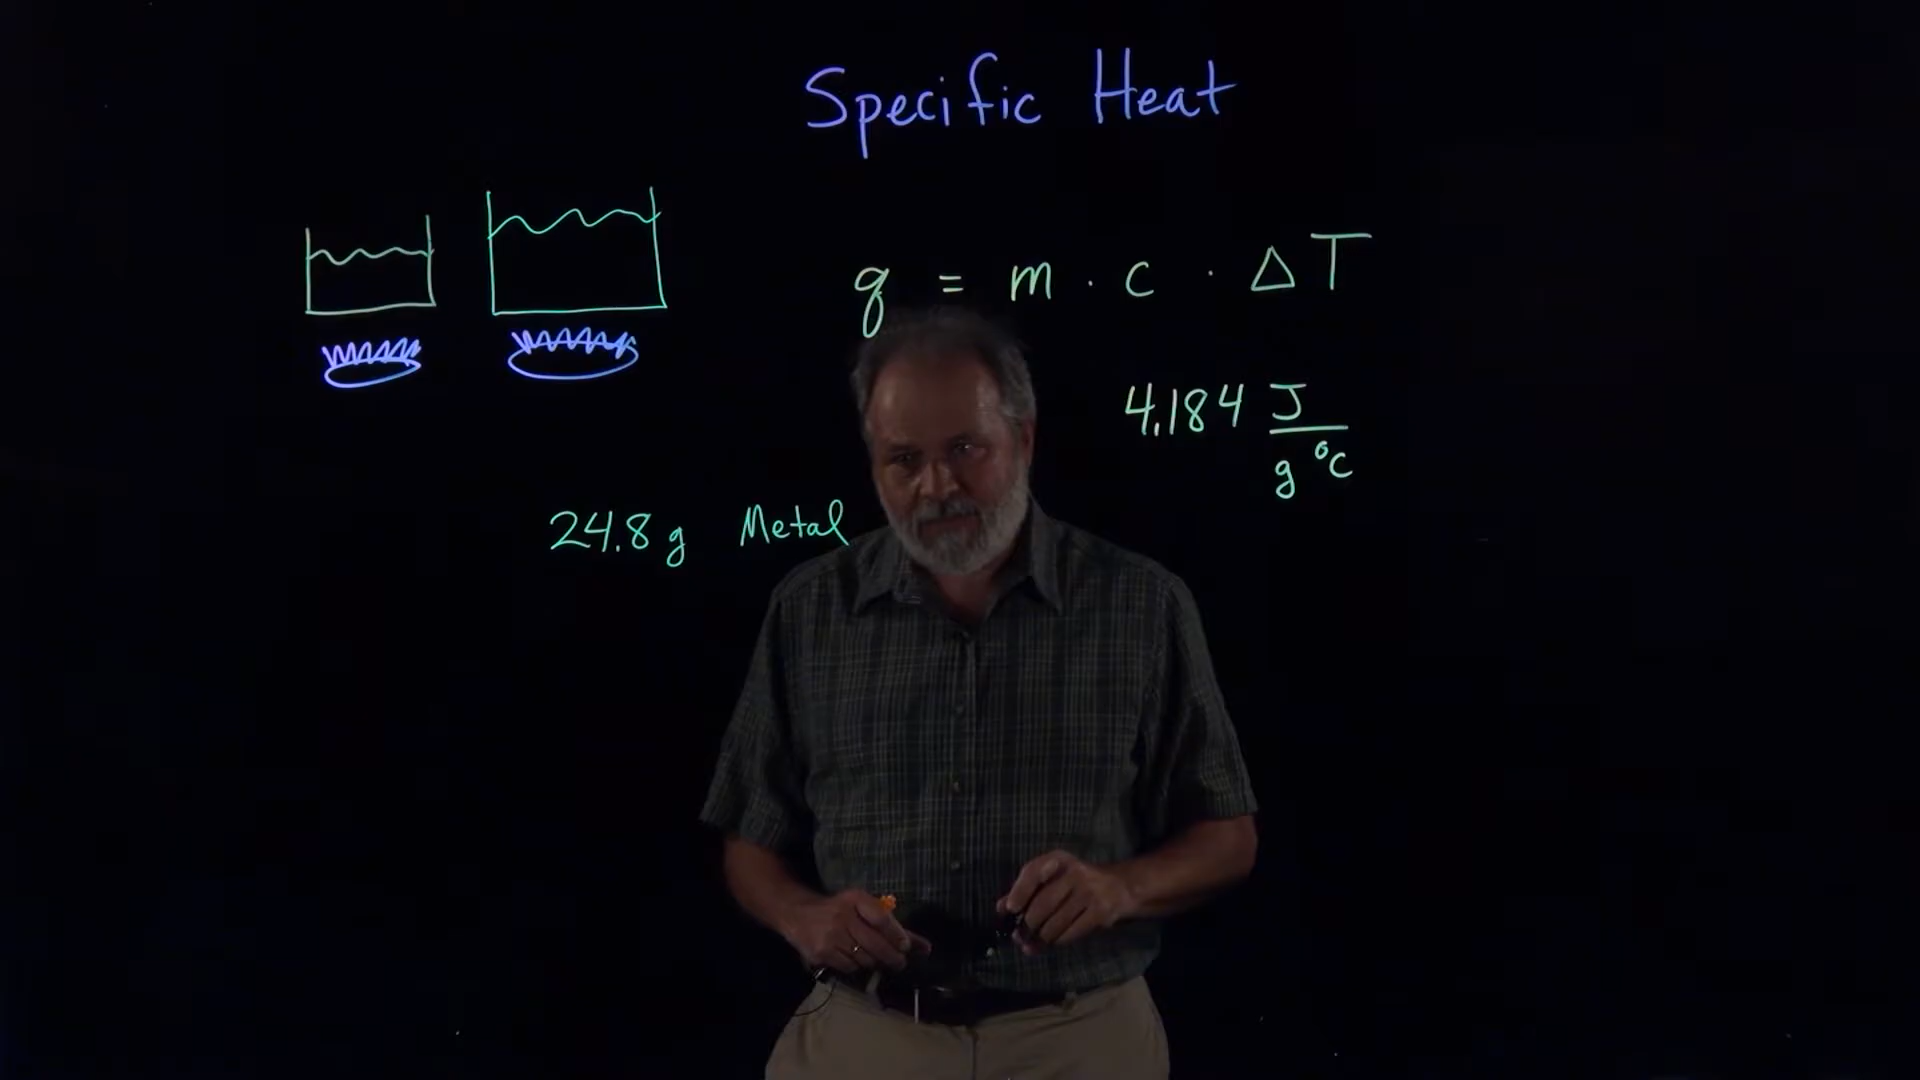 Specific Heat
q = m · c · ΔT
4.184 J
g °C
24.8 g Metal